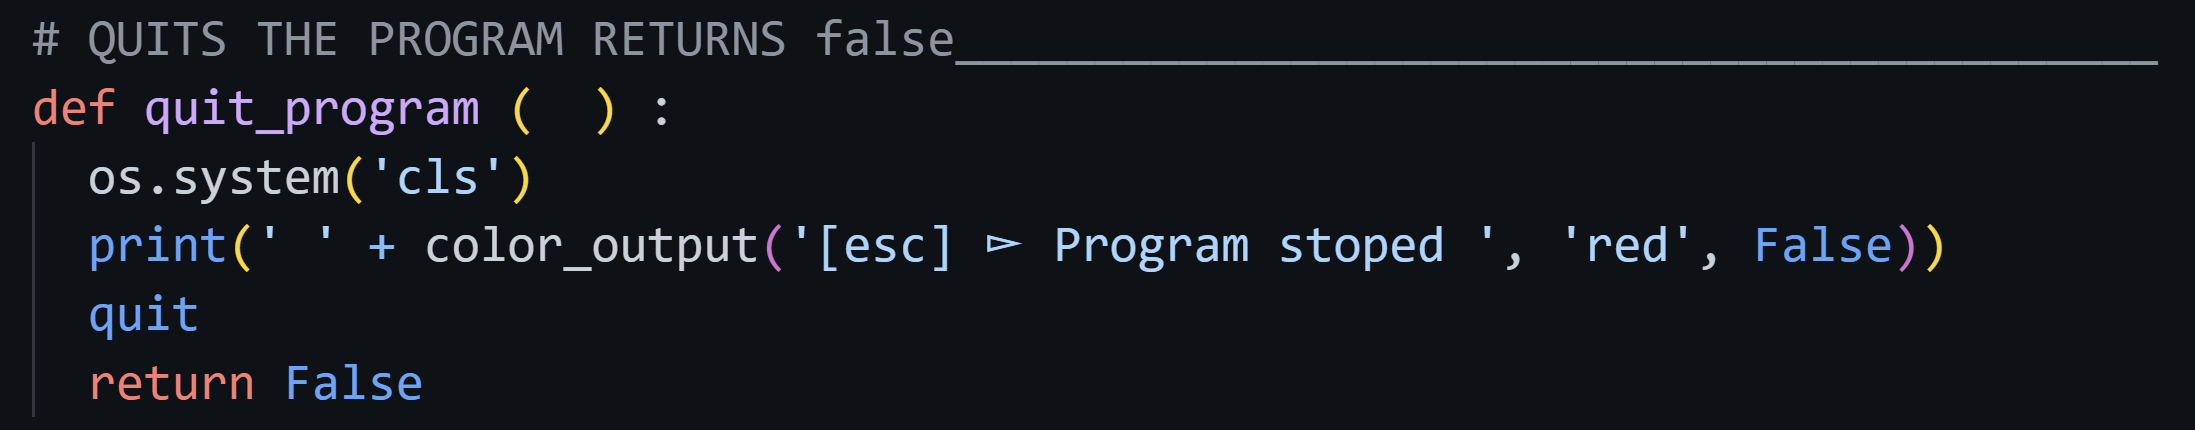 # QUITS THE PROGRAM RETURNS false___________________________________________
def quit_program (  ) :
  os.system('cls')
  print(' ' + color_output('[esc] ▻ Program stoped ', 'red', False))
  quit
  return False